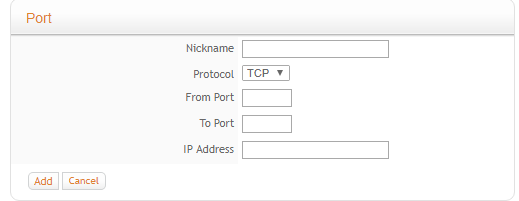 Port
Nickname
Protocol TCP
From Port
To Port
IP Address
Add Cancel